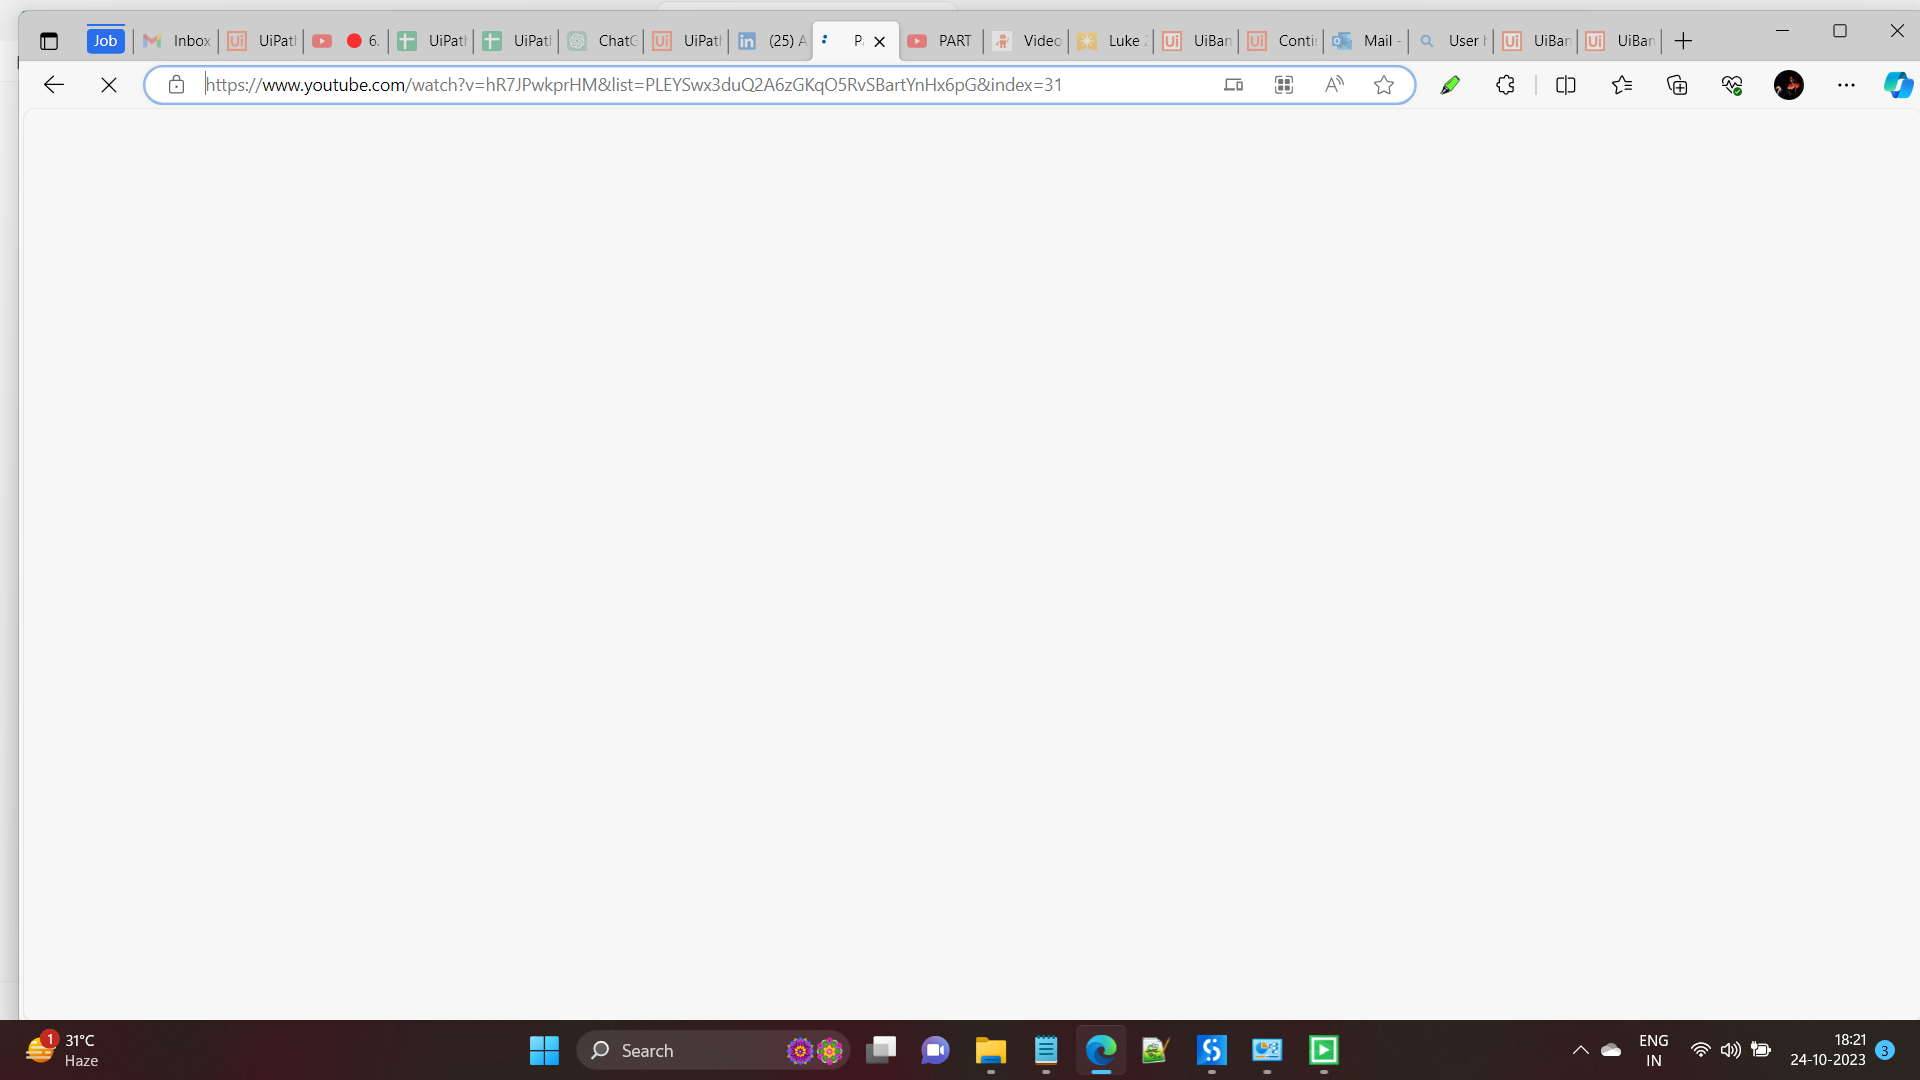 Job Inbox UiPat 6. UiPat UiPat ChatG UiPat (25) A P. PART Video Luke UiBan Conti Mail - User UiBan UiBan
https://www.youtube.com/watch?v=hR7JPwkprHM&list=PLEYSwx3duQ2A6zGKqO5RvSBartYnHx6pG&index=31
1 31°C
Haze
Search
ENG
IN
18:21
24-10-2023
3